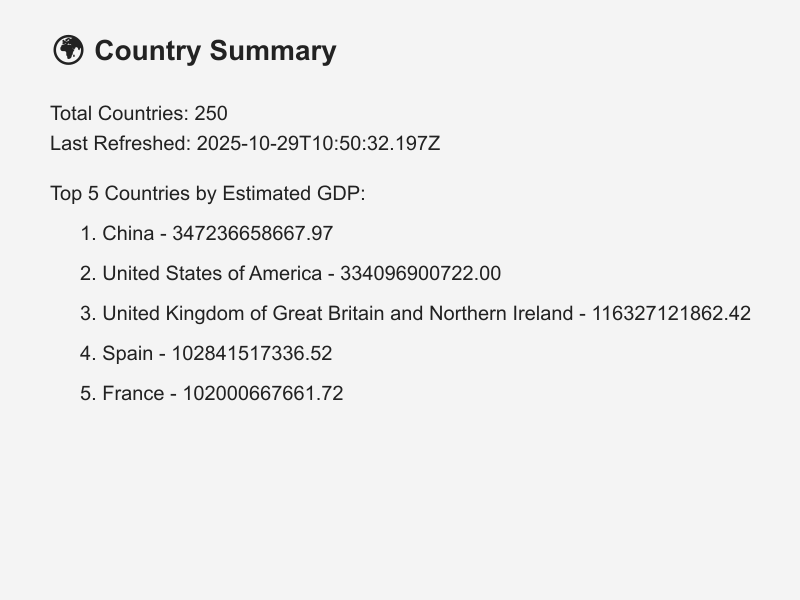 🌍 Country Summary
Total Countries: 250
Last Refreshed: 2025-10-29T10:50:32.197Z
Top 5 Countries by Estimated GDP:
1. China - 347236658667.97
2. United States of America - 334096900722.00
3. United Kingdom of Great Britain and Northern Ireland - 116327121862.42
4. Spain - 102841517336.52
5. France - 102000667661.72